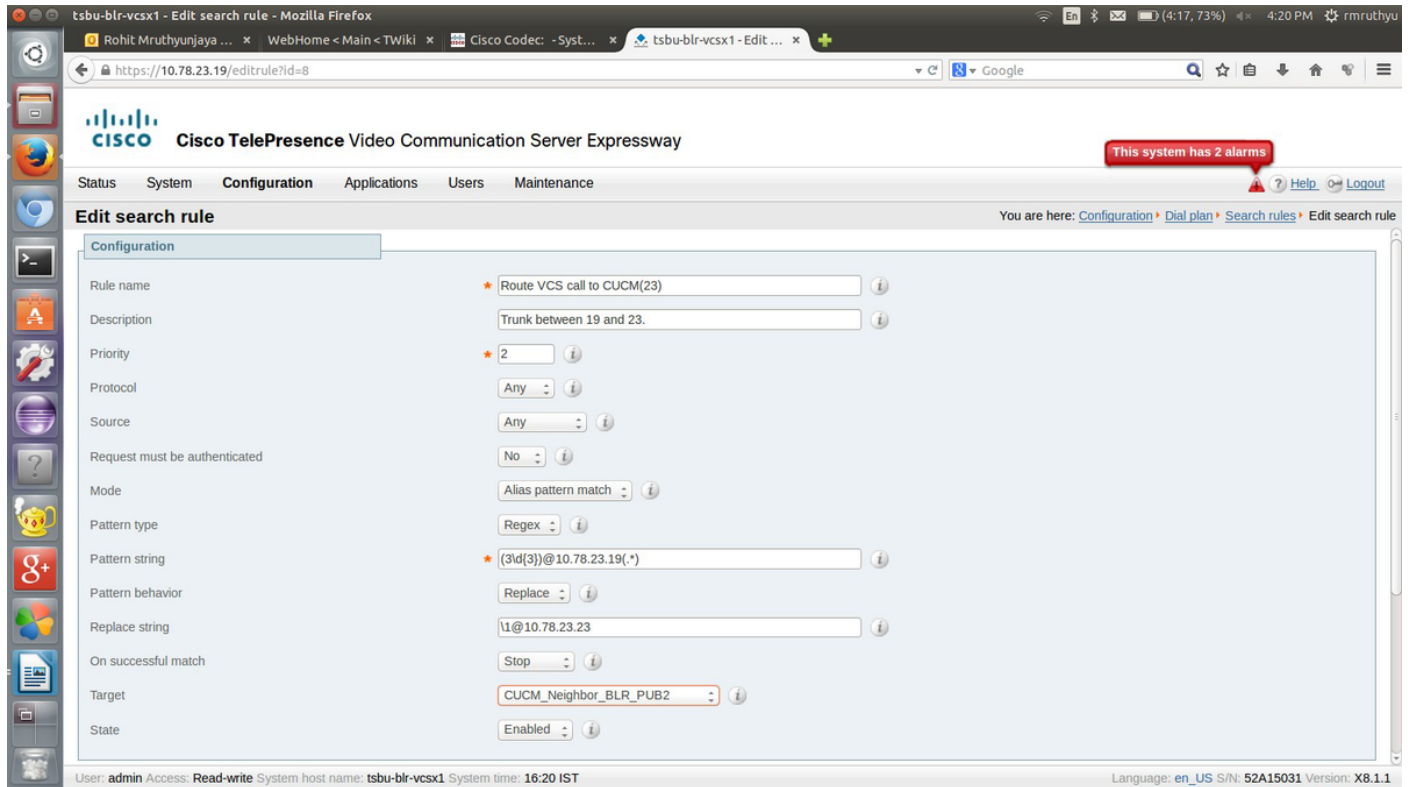 tsbu-blr-vcsx1 - Edit search rule - Mozilla Firefox
En (4:17, 73%) 4:20 PM rmruthyu
Rohit Mruthyunjaya ... × WebHome < Main < TWiki × Cisco Codec: - Syst... × tsbu-blr-vcsx1 - Edit ... ×
https://10.78.23.19/editrule?id=8
Google
CISCO Cisco TelePresence Video Communication Server Expressway
This system has 2 alarms
Status System Configuration Applications Users Maintenance
Help Logout
Edit search rule
You are here: Configuration Dial plan Search rules Edit search rule
Configuration
Rule name * Route VCS call to CUCM(23) i
Description Trunk between 19 and 23. i
Priority * 2 i
Protocol Any i
Source Any i
Request must be authenticated No i
Mode Alias pattern match i
Pattern type Regex i
Pattern string * (3\d{3})@10.78.23.19(.*) i
Pattern behavior Replace i
Replace string \1@10.78.23.23 i
On successful match Stop i
Target CUCM_Neighbor_BLR_PUB2 i
State Enabled i
User: admin Access: Read-write System host name: tsbu-blr-vcsx1 System time: 16:20 IST
Language: en_US S/N: 52A15031 Version: X8.1.1